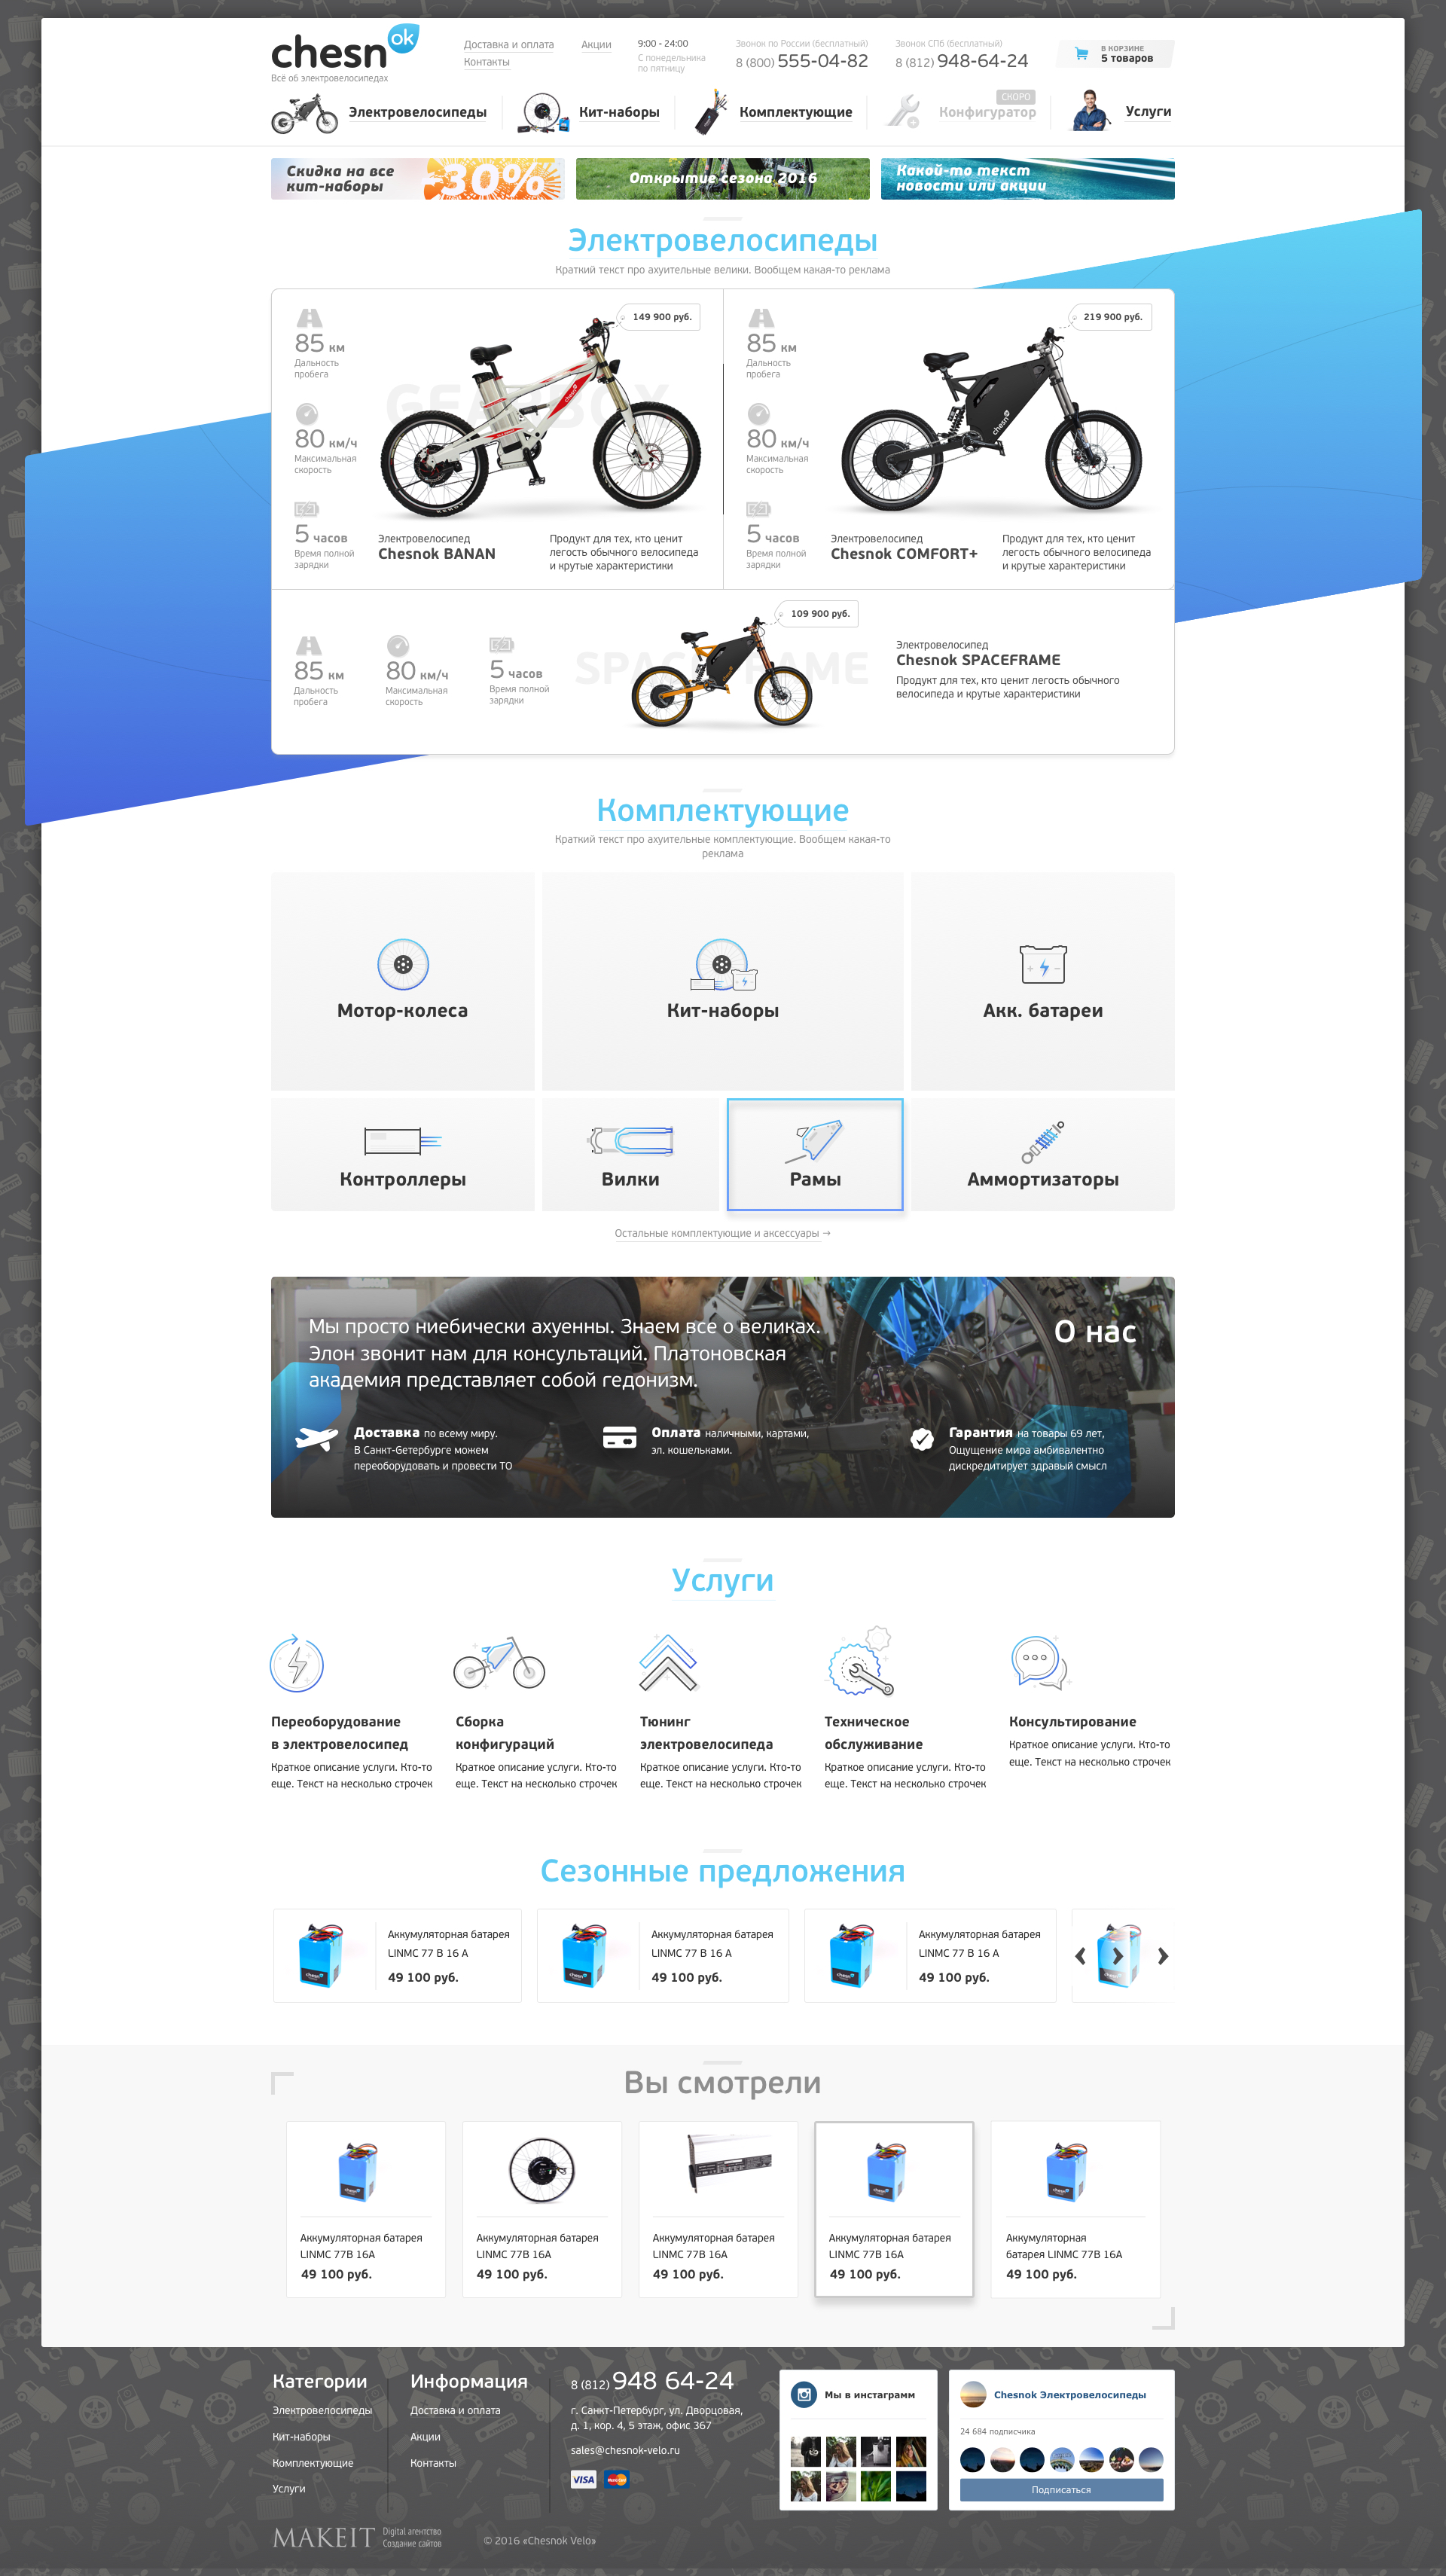 chesnok
Всё об электровелосипедах
Доставка и оплата
Акции
Контакты
9:00 - 24:00
С понедельника
по пятницу
Звонок по России (бесплатный)
8 (800) 555-04-82
Звонок СПб (бесплатный)
8 (812) 948-64-24
В КОРЗИНЕ
5 товаров
Электровелосипеды
Кит-наборы
Комплектующие
СКОРО
Конфигуратор
Услуги
Скидка на все
кит-наборы
-30%
Открытие сезона 2016
Какой-то текст
новости или акции
Электровелосипеды
Краткий текст про ахуительные велики. Вообщем какая-то реклама
149 900 руб.
85 км
Дальность
пробега
80 км/ч
Максимальная
скорость
5 часов
Время полной
зарядки
GEARBOX
Электровелосипед
Chesnok BANAN
Продукт для тех, кто ценит
легость обычного велосипеда
и крутые характеристики
219 900 руб.
85 км
Дальность
пробега
80 км/ч
Максимальная
скорость
5 часов
Время полной
зарядки
Электровелосипед
Chesnok COMFORT+
Продукт для тех, кто ценит
легость обычного велосипеда
и крутые характеристики
109 900 руб.
85 км
Дальность
пробега
80 км/ч
Максимальная
скорость
5 часов
Время полной
зарядки
SPACEFRAME
Электровелосипед
Chesnok SPACEFRAME
Продукт для тех, кто ценит легость обычного
велосипеда и крутые характеристики
Комплектующие
Краткий текст про ахуительные комплектующие. Вообщем какая-то
реклама
Мотор-колеса
Кит-наборы
Акк. батареи
Контроллеры
Вилки
Рамы
Аммортизаторы
Остальные комплектующие и аксессуары →
Мы просто ниебически ахуенны. Знаем все о великах.
Элон звонит нам для консультаций. Платоновская
академия представляет собой гедонизм.
О нас
Доставка по всему миру.
В Санкт-Gетербурге можем
переоборудовать и провести ТО
Оплата наличными, картами,
эл. кошельками.
Гарантия на товары 69 лет,
Ощущение мира амбивалентно
дискредитирует здравый смысл
Услуги
Переоборудование
в электровелосипед
Краткое описание услуги. Кто-то
еще. Текст на несколько строчек
Сборка
конфигураций
Краткое описание услуги. Кто-то
еще. Текст на несколько строчек
Тюнинг
электровелосипеда
Краткое описание услуги. Кто-то
еще. Текст на несколько строчек
Техническое
обслуживание
Краткое описание услуги. Кто-то
еще. Текст на несколько строчек
Консультирование
Краткое описание услуги. Кто-то
еще. Текст на несколько строчек
Сезонные предложения
Аккумуляторная батарея
LINMC 77 В 16 А
49 100 руб.
Аккумуляторная батарея
LINMC 77 В 16 А
49 100 руб.
Аккумуляторная батарея
LINMC 77 В 16 А
49 100 руб.
Вы смотрели
Аккумуляторная батарея
LINMC 77В 16А
49 100 руб.
Аккумуляторная батарея
LINMC 77В 16А
49 100 руб.
Аккумуляторная батарея
LINMC 77В 16А
49 100 руб.
Аккумуляторная батарея
LINMC 77В 16А
49 100 руб.
Аккумуляторная
батарея LINMC 77В 16А
49 100 руб.
Категории
Электровелосипеды
Кит-наборы
Комплектующие
Услуги
Информация
Доставка и оплата
Акции
Контакты
8 (812) 948 64-24
г. Санкт-Петербург, ул. Дворцовая,
д. 1, кор. 4, 5 этаж, офис 367
sales@chesnok-velo.ru
VISA
MasterCard
Мы в инстаграмм
Chesnok Электровелосипеды
24 684 подписчика
Подписаться
MAKEIT
Digital агентство
Создание сайтов
© 2016 «Chesnok Velo»